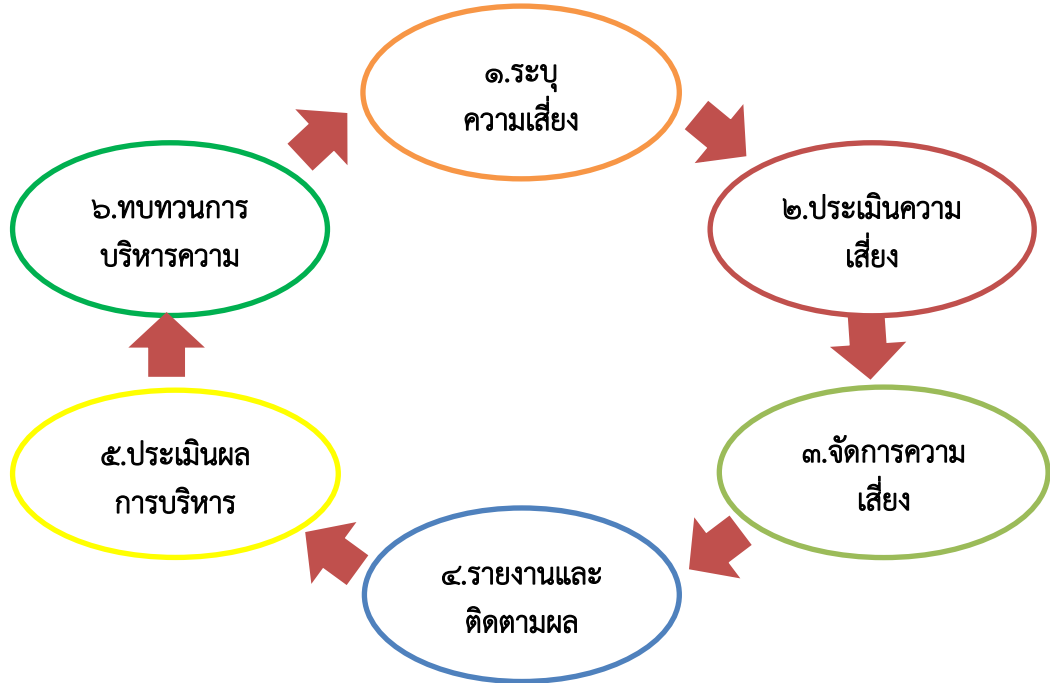 ๑.ระบุ
ความเสี่ยง
๒.ประเมินความ
เสี่ยง
๓.จัดการความ
เสี่ยง
๔.รายงานและ
ติดตามผล
๕.ประเมินผล
การบริหาร
๖.ทบทวนการ
บริหารความ